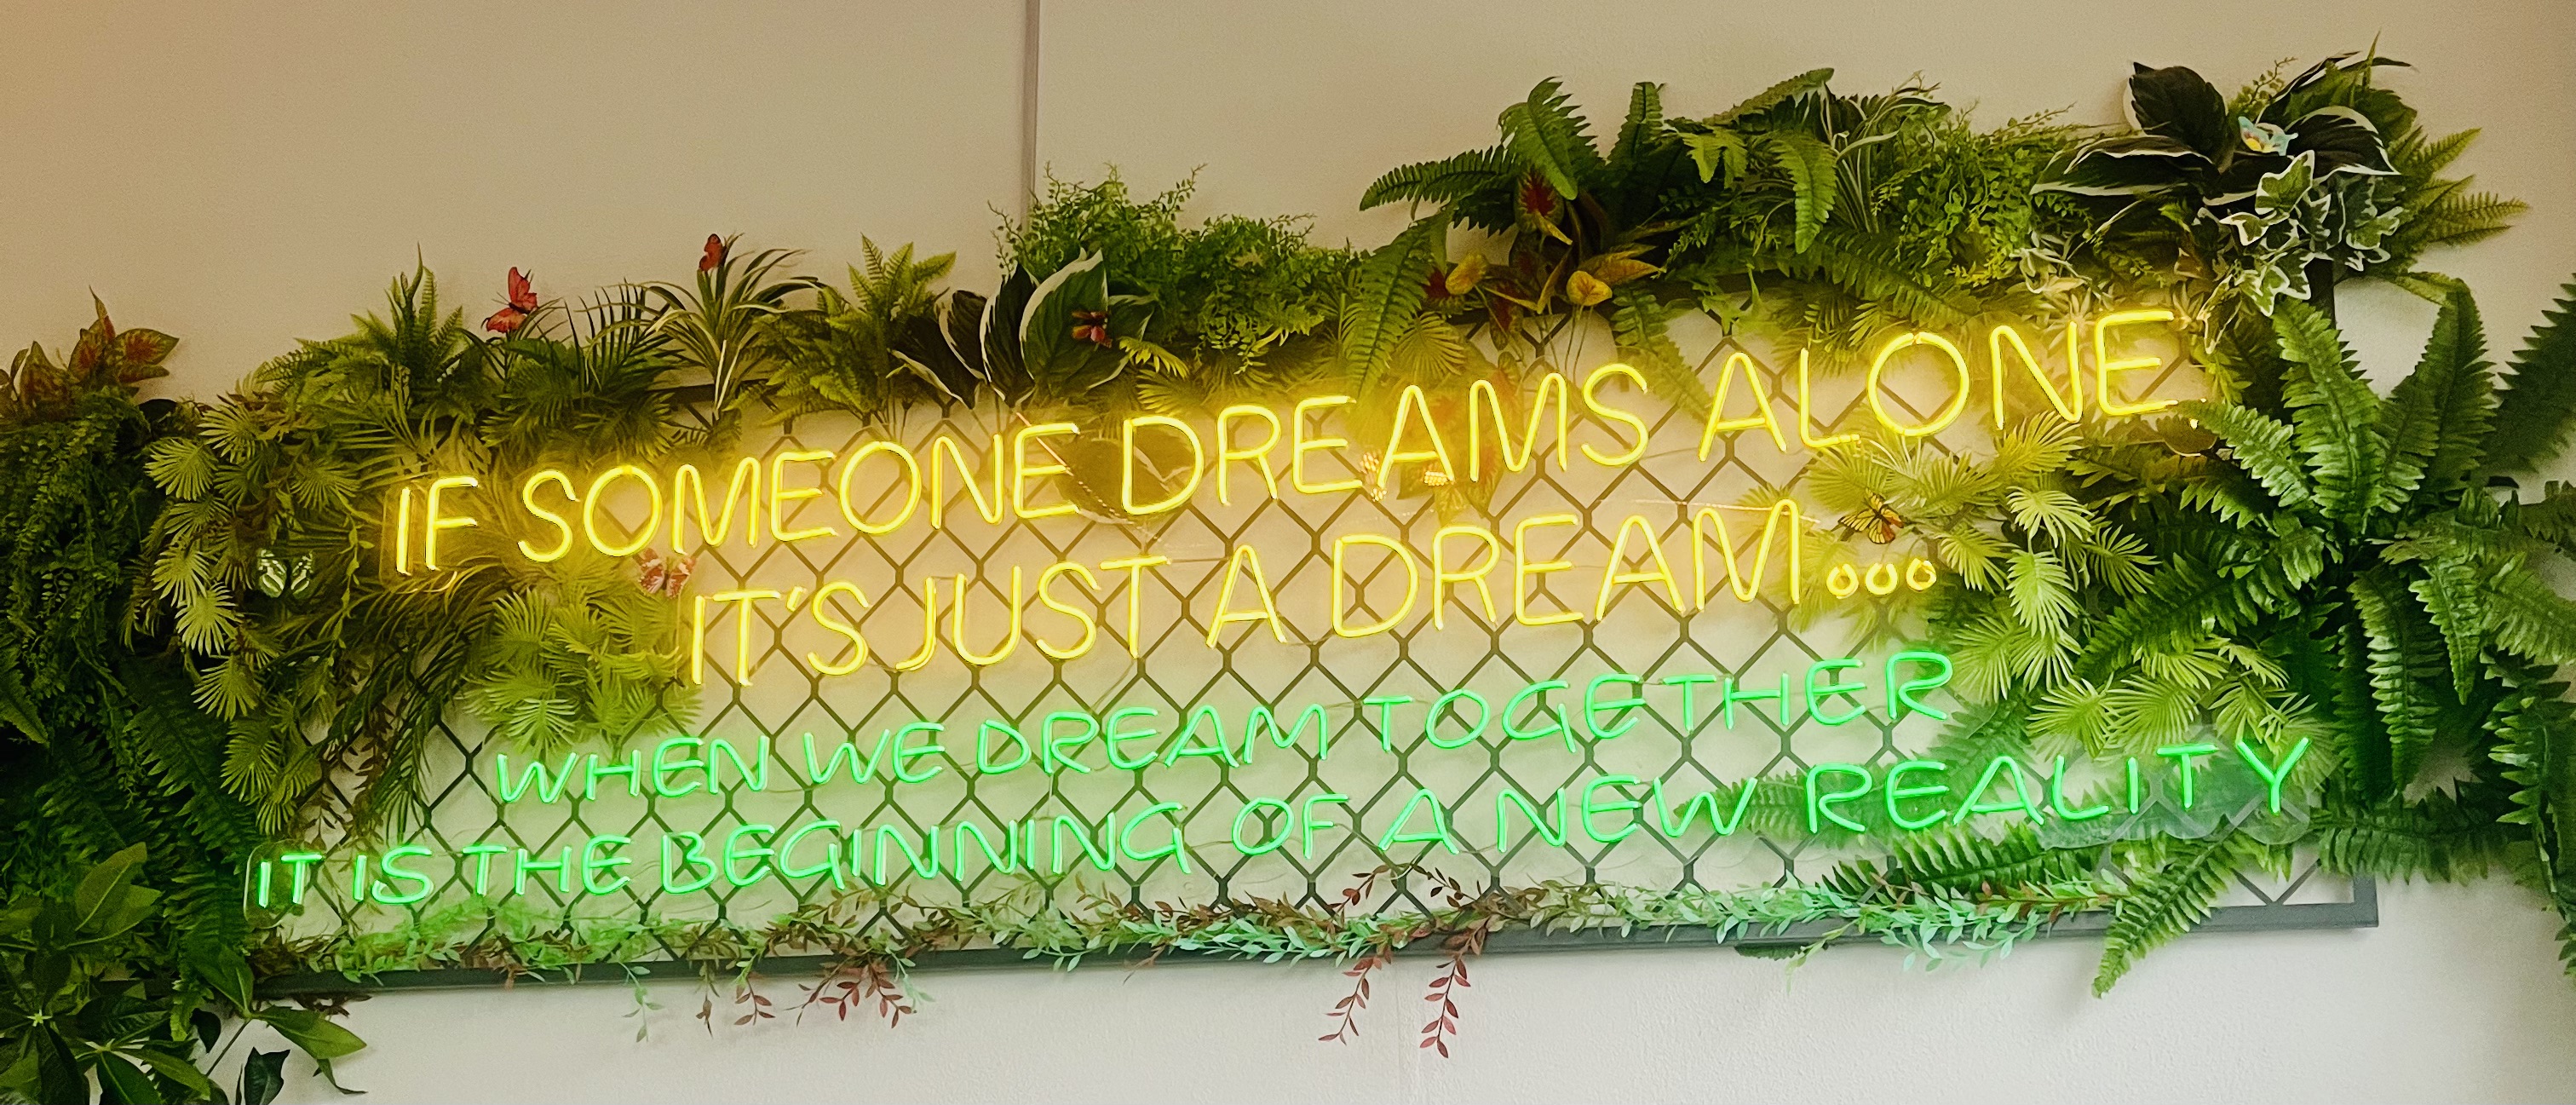 IF SOMEONE DREAMS ALONE
IT'S JUST A DREAM...
WHEN WE DREAM TOGETHER
IT IS THE BEGINNING OF A NEW REALITY